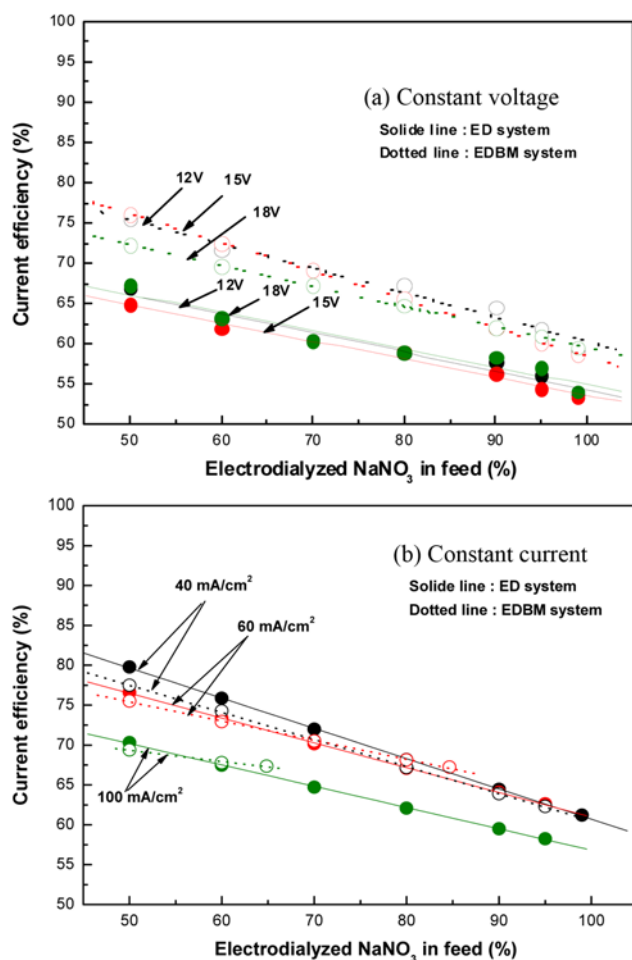 100
95
90
85
80
75
70
65
60
55
50
Current efficiency (%)
(a) Constant voltage
Solide line : ED system
Dotted line : EDBM system
12V
15V
18V
12V
18V
15V
50 60 70 80 90 100
Electrodialyzed NaNO₃ in feed (%)
100
95
90
85
80
75
70
65
60
55
50
Current efficiency (%)
(b) Constant current
Solide line : ED system
Dotted line : EDBM system
40 mA/cm²
60 mA/cm²
100 mA/cm²
50 60 70 80 90 100
Electrodialyzed NaNO₃ in feed (%)